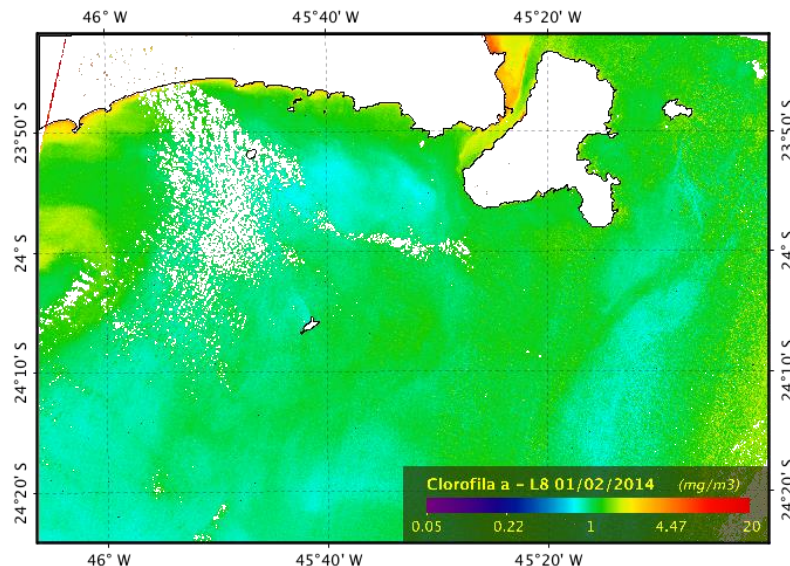 46° W 45°40' W 45°20' W
23°50' S 23°50' S
24° S 24° S
24°10' S 24°10' S
24°20' S 24°20' S
Clorofila a - L8 01/02/2014 (mg/m3)
0.05 0.22 1 4.47 20
46° W 45°40' W 45°20' W